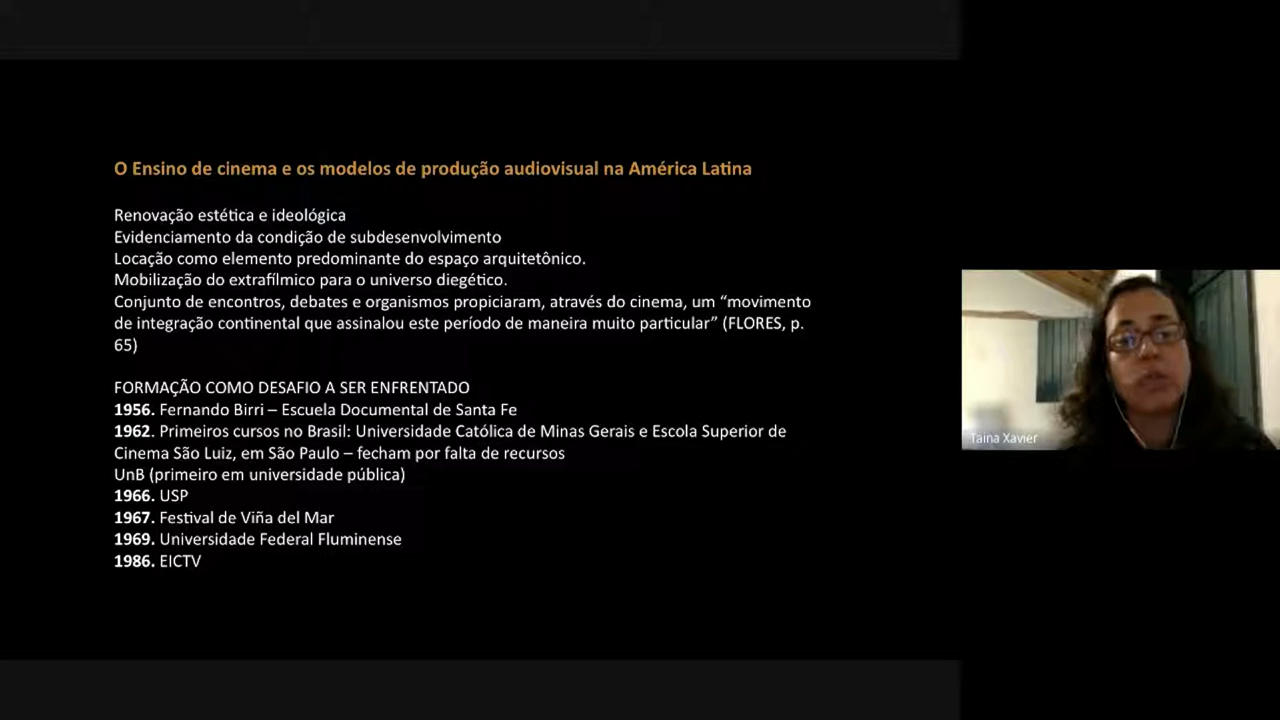 O Ensino de cinema e os modelos de produção audiovisual na América Latina
Renovação estética e ideológica
Evidenciamento da condição de subdesenvolvimento
Locação como elemento predominante do espaço arquitetônico.
Mobilização do extrafílmico para o universo diegético.
Conjunto de encontros, debates e organismos propiciaram, através do cinema, um “movimento
de integração continental que assinalou este período de maneira muito particular” (FLORES, p.
65)
FORMAÇÃO COMO DESAFIO A SER ENFRENTADO
1956. Fernando Birri – Escuela Documental de Santa Fe
1962. Primeiros cursos no Brasil: Universidade Católica de Minas Gerais e Escola Superior de
Cinema São Luiz, em São Paulo – fecham por falta de recursos
UnB (primeiro em universidade pública)
1966. USP
1967. Festival de Viña del Mar
1969. Universidade Federal Fluminense
1986. EICTV
Taina Xavier